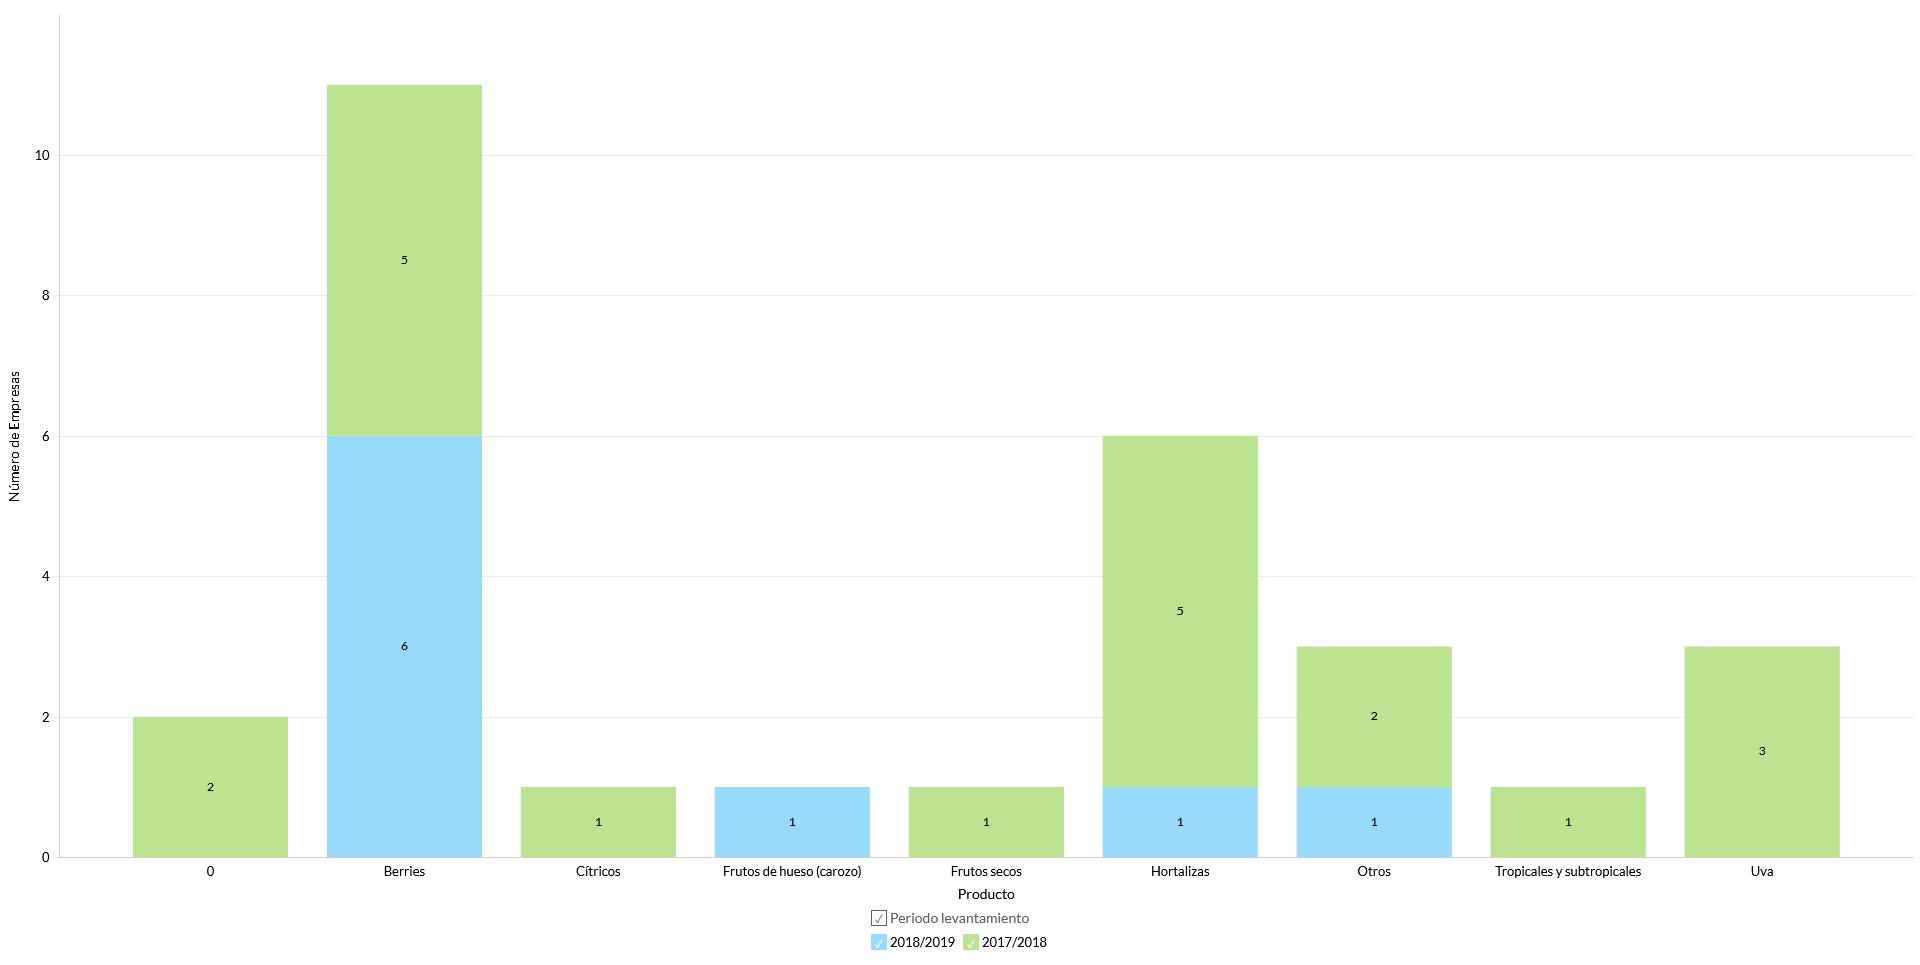 10
8
6
4
2
0
Número de Empresas
5
6
2
1
1
1
5
1
2
1
1
3
0
Berries
Cítricos
Frutos de hueso (carozo)
Frutos secos
Hortalizas
Otros
Tropicales y subtropicales
Uva
Producto
Periodo levantamiento
2018/2019 2017/2018